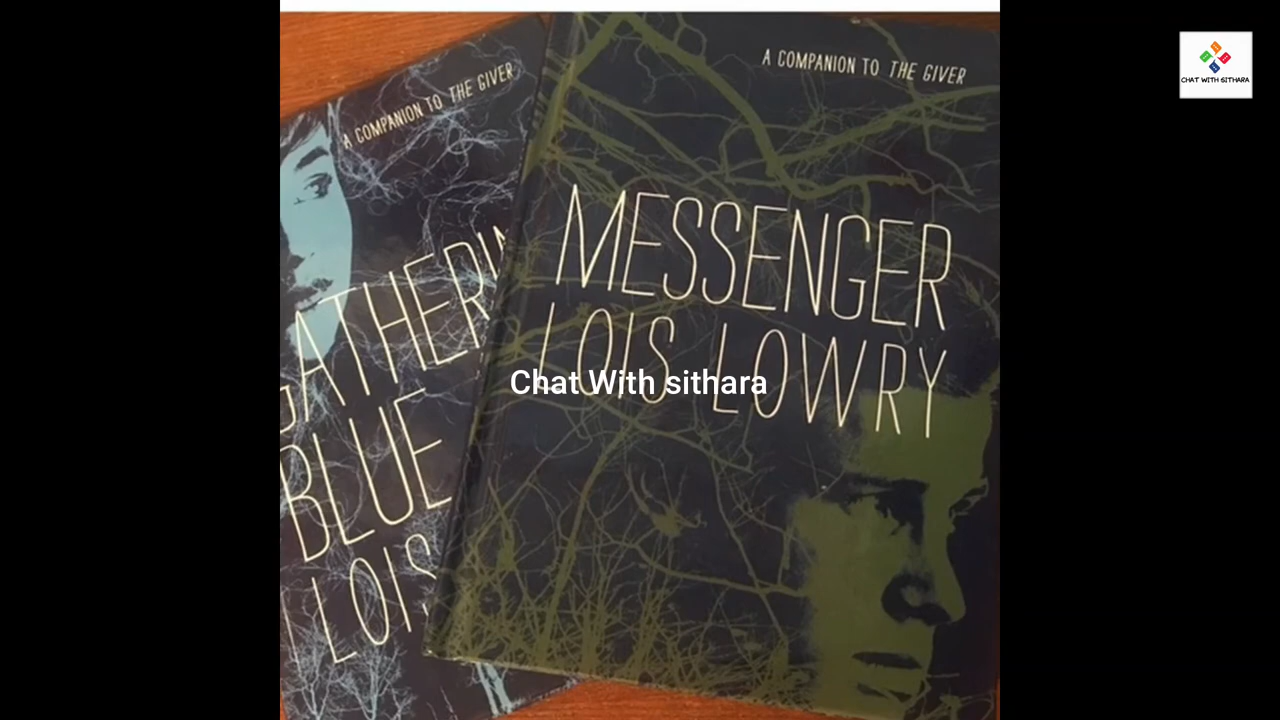 A COMPANION TO THE GIVER
GATHERIN
BLUE
LOIS
A COMPANION TO THE GIVER
MESSENGER
LOIS LOWRY
Chat With sithara
CHAT WITH SITHARA